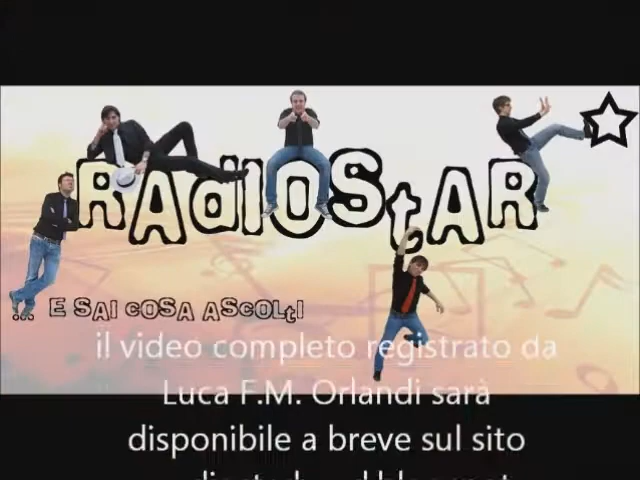 RAdIOStAR
... E SAI COSA ASCOLtI
il video completo registrato da
Luca F.M. Orlandi sarà
disponibile a breve sul sito